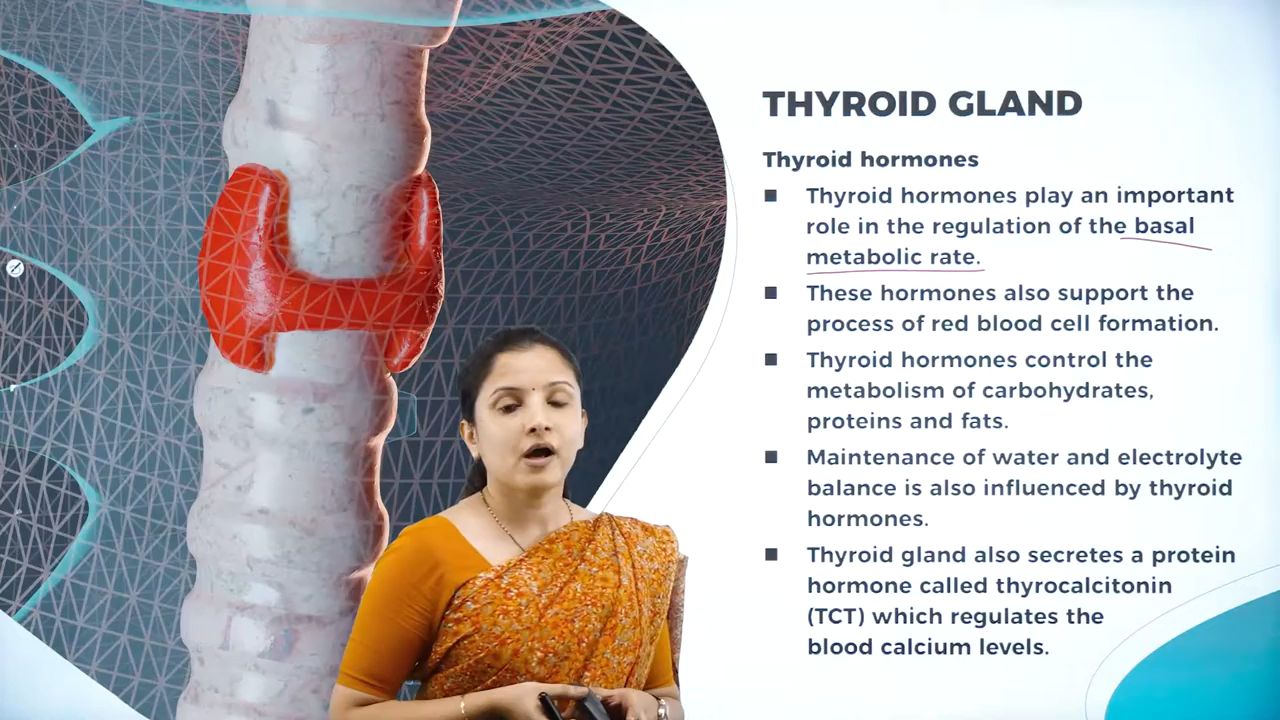 THYROID GLAND
Thyroid hormones
■ Thyroid hormones play an important
role in the regulation of the basal
metabolic rate.
■ These hormones also support the
process of red blood cell formation.
■ Thyroid hormones control the
metabolism of carbohydrates,
proteins and fats.
■ Maintenance of water and electrolyte
balance is also influenced by thyroid
hormones.
■ Thyroid gland also secretes a protein
hormone called thyrocalcitonin
(TCT) which regulates the
blood calcium levels.